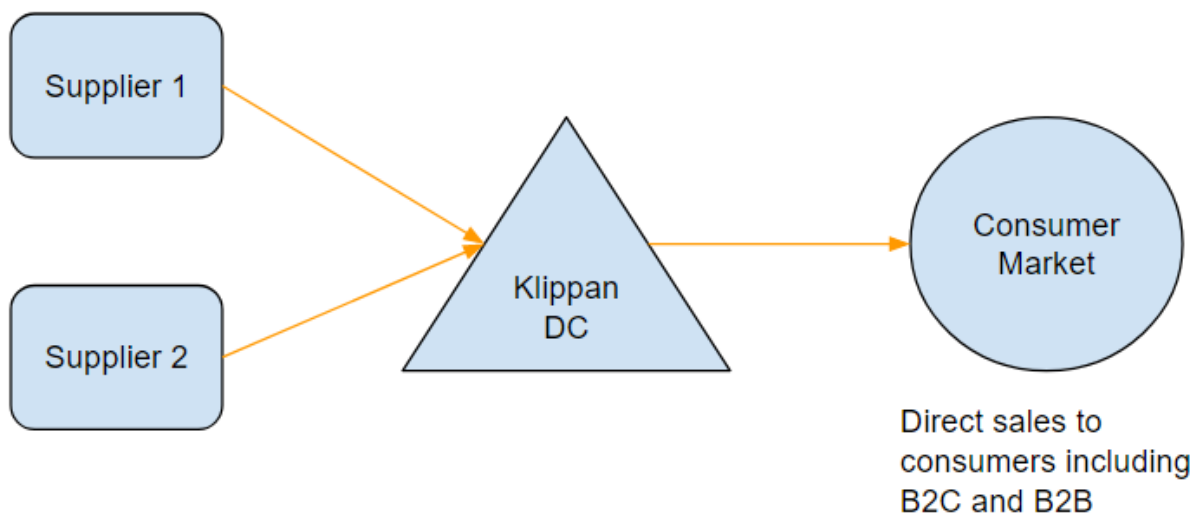 Supplier 1
Supplier 2
Klippan
DC
Consumer
Market
Direct sales to
consumers including
B2C and B2B